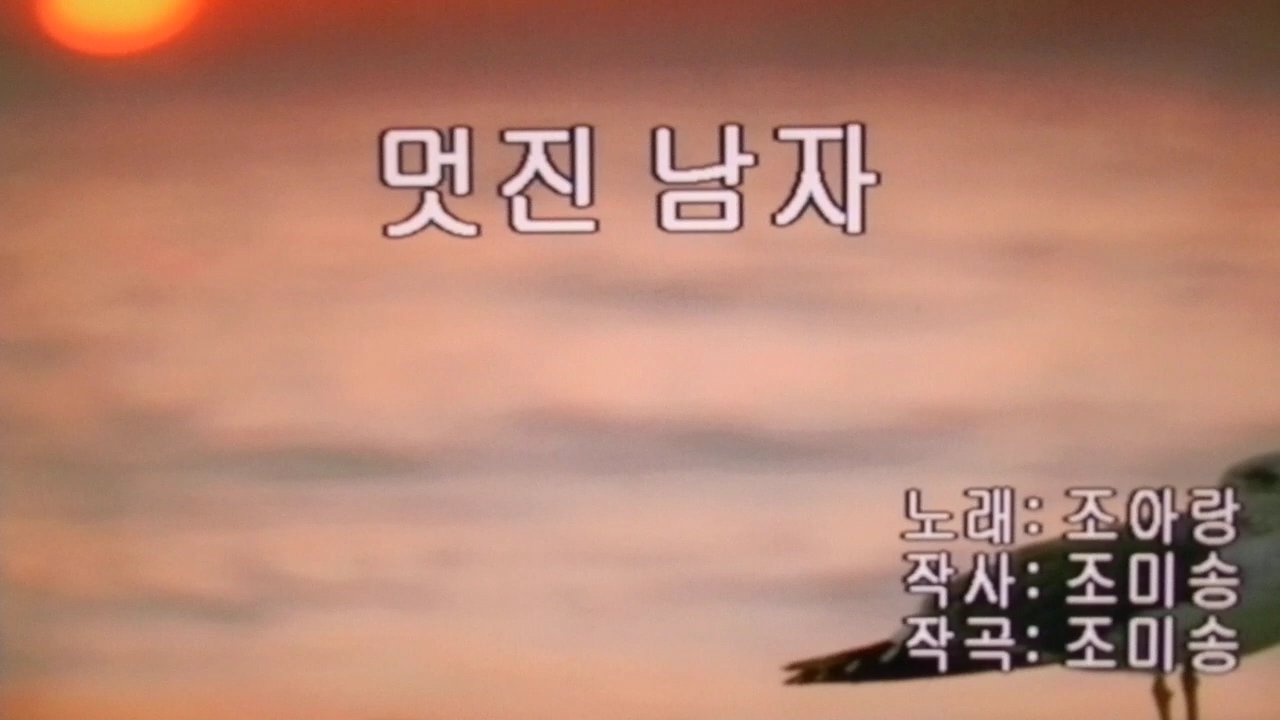 멋진 남자
노래: 조아랑
작사: 조미송
작곡: 조미송